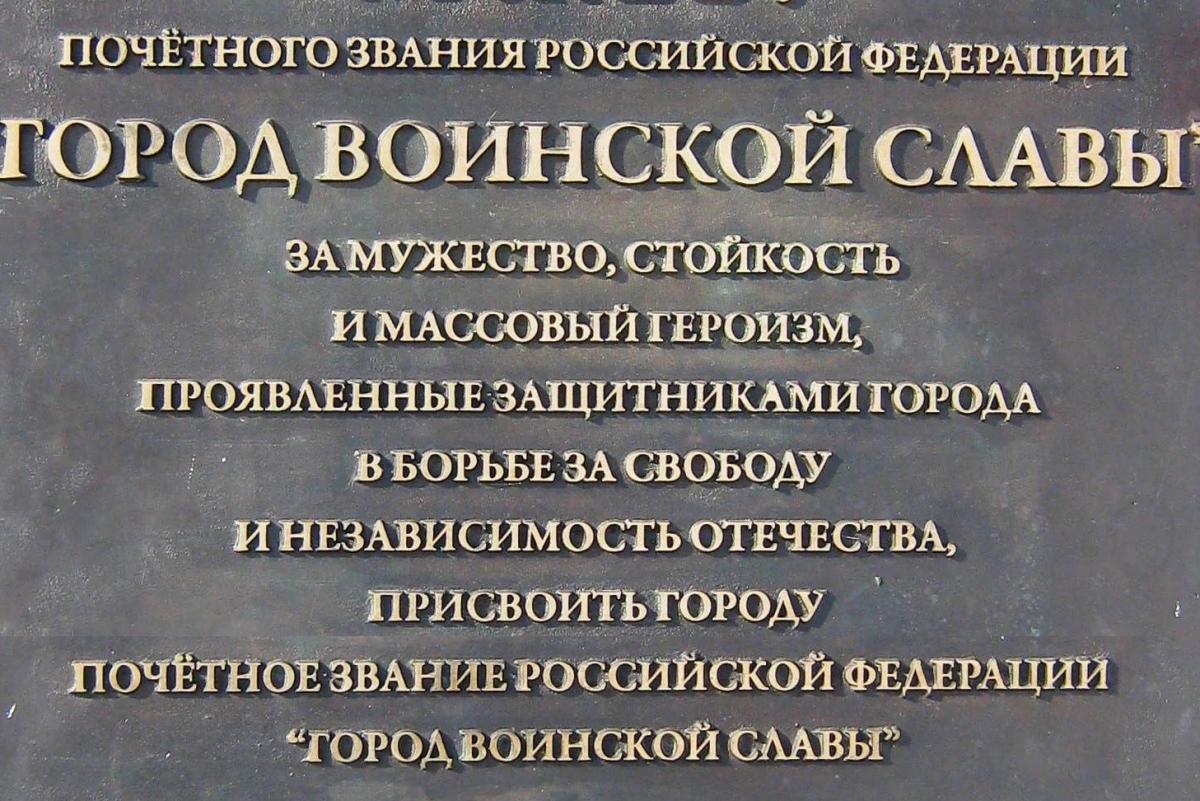 ПОЧЁТНОГО ЗВАНИЯ РОССИЙСКОЙ ФЕДЕРАЦИИ
ГОРОД ВОИНСКОЙ СЛАВЫ”
ЗА МУЖЕСТВО, СТОЙКОСТЬ
И МАССОВЫЙ ГЕРОИЗМ,
ПРОЯВЛЕННЫЕ ЗАЩИТНИКАМИ ГОРОДА
В БОРЬБЕ ЗА СВОБОДУ
И НЕЗАВИСИМОСТЬ ОТЕЧЕСТВА,
ПРИСВОИТЬ ГОРОДУ
ПОЧЁТНОЕ ЗВАНИЕ РОССИЙСКОЙ ФЕДЕРАЦИИ
“ГОРОД ВОИНСКОЙ СЛАВЫ”